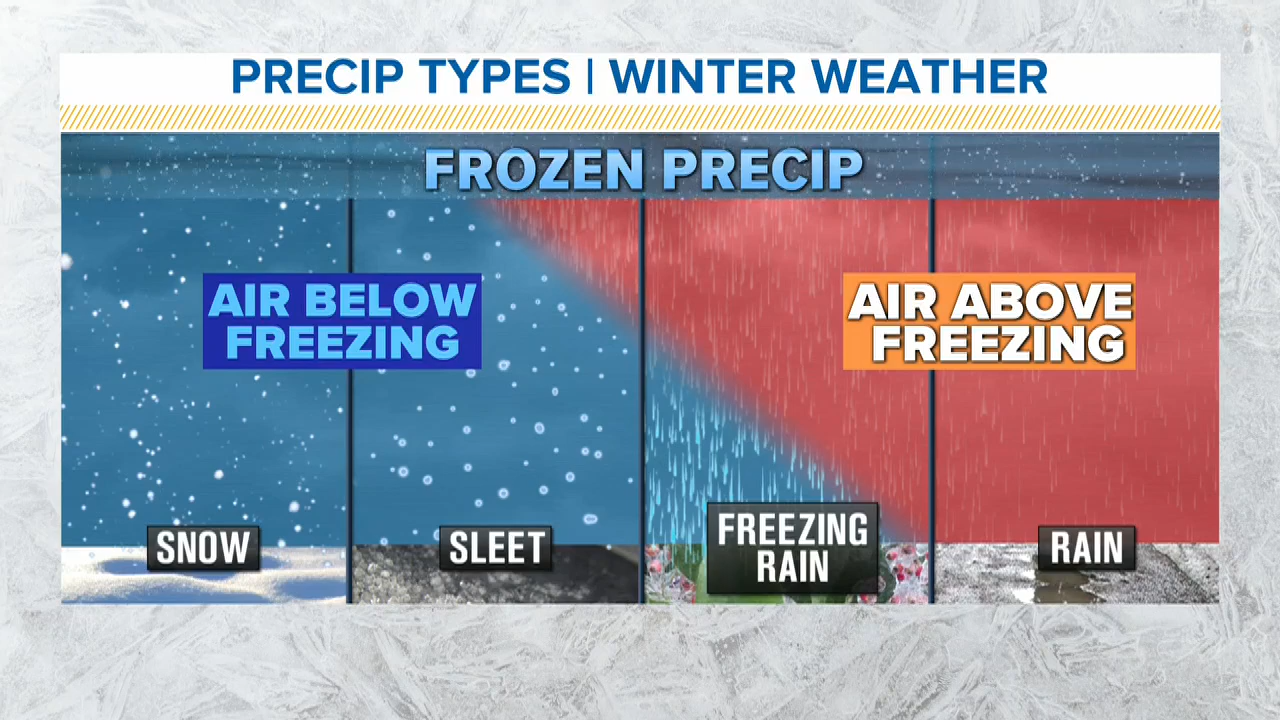 PRECIP TYPES | WINTER WEATHER
FROZEN PRECIP
AIR BELOW
FREEZING
AIR ABOVE
FREEZING
SNOW
SLEET
FREEZING
RAIN
RAIN